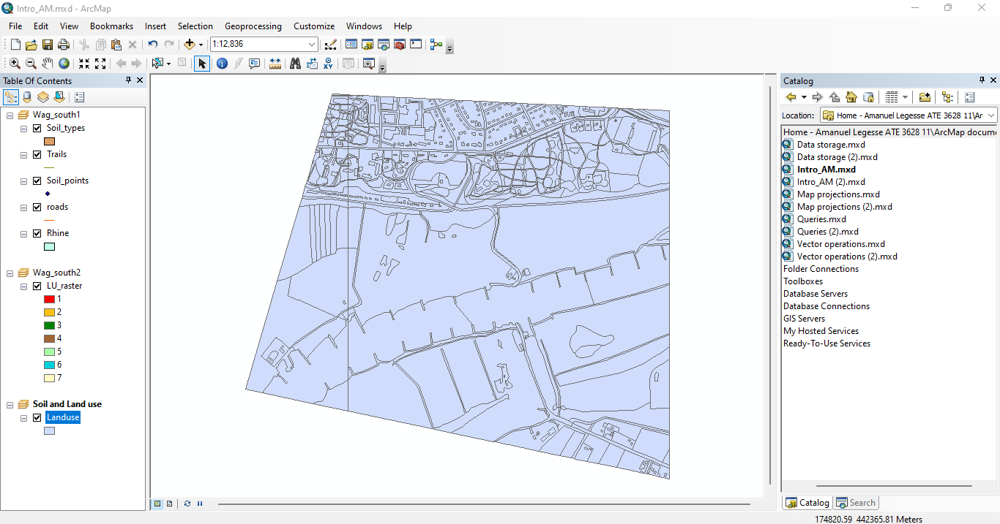 Intro_AM.mxd - ArcMap
File Edit View Bookmarks Insert Selection Geoprocessing Customize Windows Help
1:12,836
Table Of Contents
Wag_south1
Soil_types
Trails
Soil_points
roads
Rhine
Wag_south2
LU_raster
1
2
3
4
5
6
7
Soil and Land use
Landuse
Catalog
Location: Home - Amanuel Legesse ATE 3628 11\Ar
Home - Amanuel Legesse ATE 3628 11\ArcMap docume
Data storage.mxd
Data storage (2).mxd
Intro_AM.mxd
Intro_AM (2).mxd
Map projections.mxd
Map projections (2).mxd
Queries.mxd
Queries (2).mxd
Vector operations.mxd
Vector operations (2).mxd
Folder Connections
Toolboxes
Database Servers
Database Connections
GIS Servers
My Hosted Services
Ready-To-Use Services
Catalog Search
174820.59 442365.81 Meters